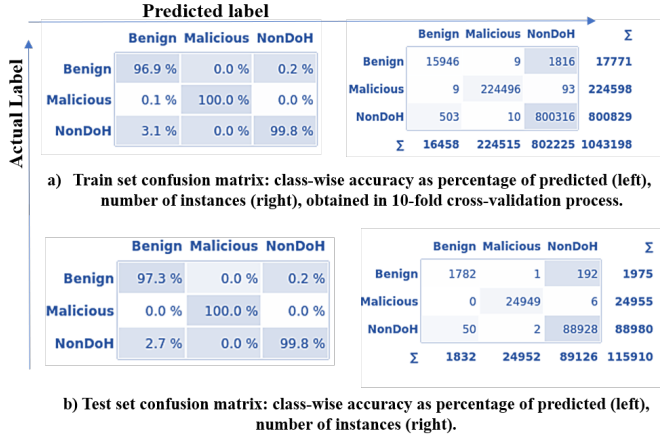 Predicted label
Actual Label
Benign Malicious NonDoH
Benign 96.9 % 0.0 % 0.2 %
Malicious 0.1 % 100.0 % 0.0 %
NonDoH 3.1 % 0.0 % 99.8 %
Benign Malicious NonDoH Σ
Benign 15946 9 1816 17771
Malicious 9 224496 93 224598
NonDoH 503 10 800316 800829
Σ 16458 224515 802225 1043198
a) Train set confusion matrix: class-wise accuracy as percentage of predicted (left),
number of instances (right), obtained in 10-fold cross-validation process.
Benign Malicious NonDoH
Benign 97.3 % 0.0 % 0.2 %
Malicious 0.0 % 100.0 % 0.0 %
NonDoH 2.7 % 0.0 % 99.8 %
Benign Malicious NonDoH Σ
Benign 1782 1 192 1975
Malicious 0 24949 6 24955
NonDoH 50 2 88928 88980
Σ 1832 24952 89126 115910
b) Test set confusion matrix: class-wise accuracy as percentage of predicted (left),
number of instances (right).